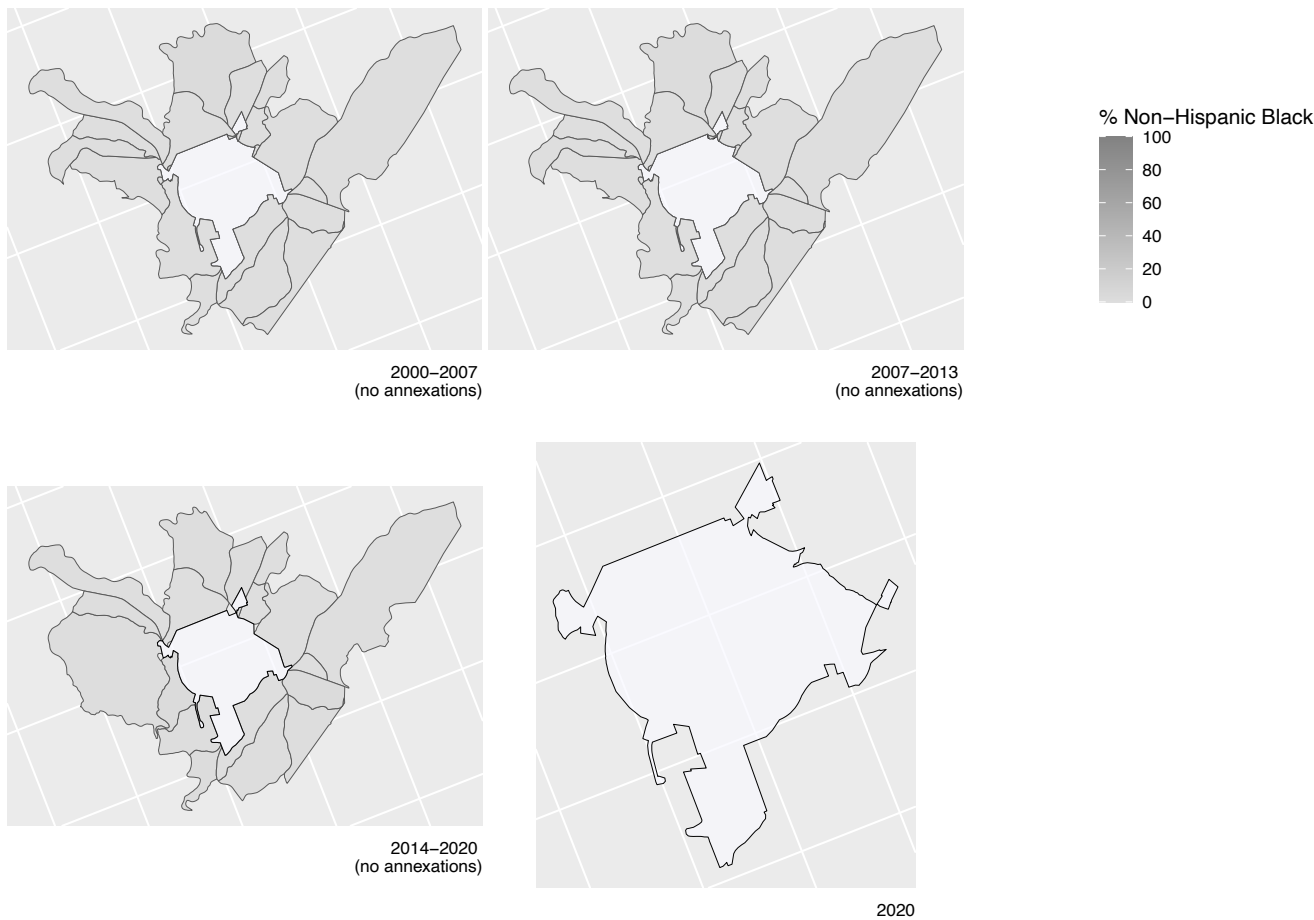 % Non−Hispanic Black
100
80
60
40
20
0
2000−2007
(no annexations)
2007−2013
(no annexations)
2014−2020
(no annexations)
2020